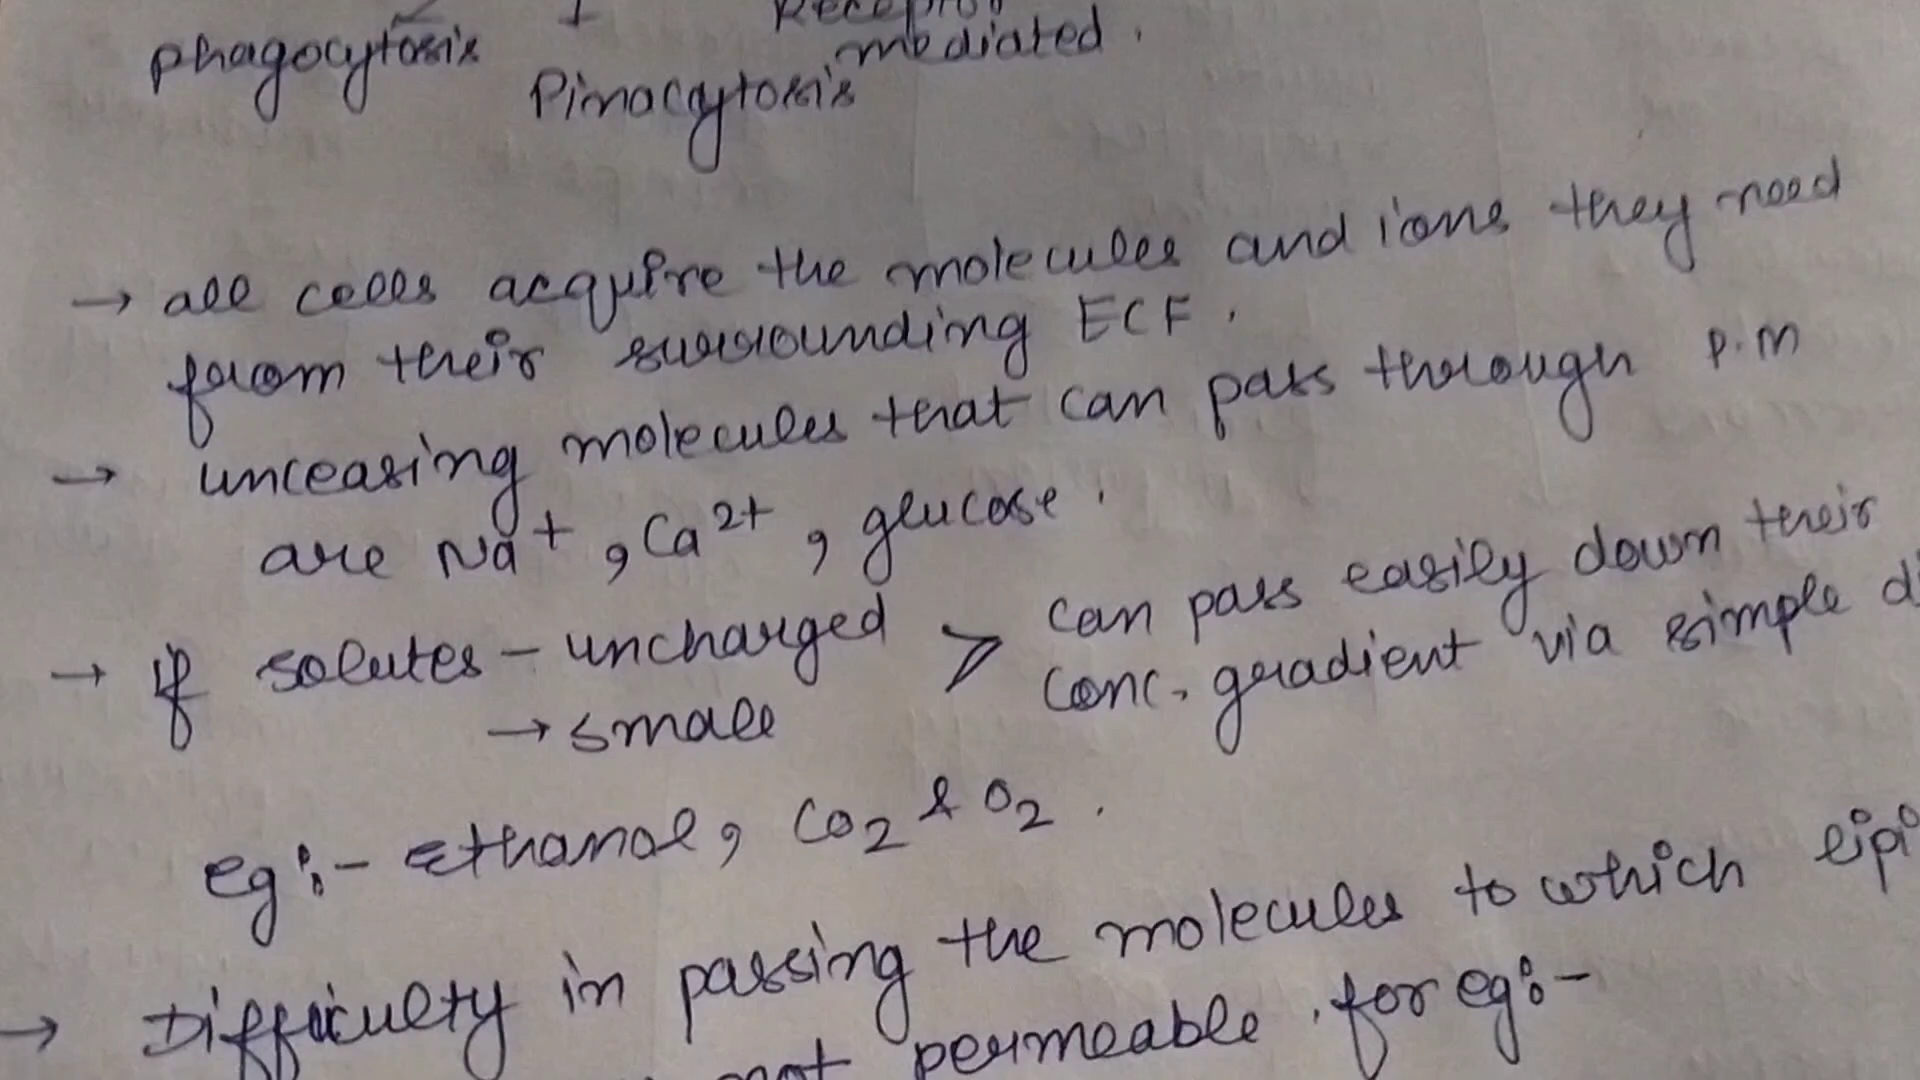 Receptor
phagocytosis mediated.
Pinocytosis
→ all cells acquire the molecules and ions they need
from their surrounding ECF.
→ unceasing molecules that can pass through P.M
are Na+, Ca2+, glucose.
→ if solutes - uncharged > can pass easily down their
→ small conc. gradient via simple
eg:- Ethanol, CO2 & O2.
→ Difficulty in passing the molecules to which
not permeable. for eg:-